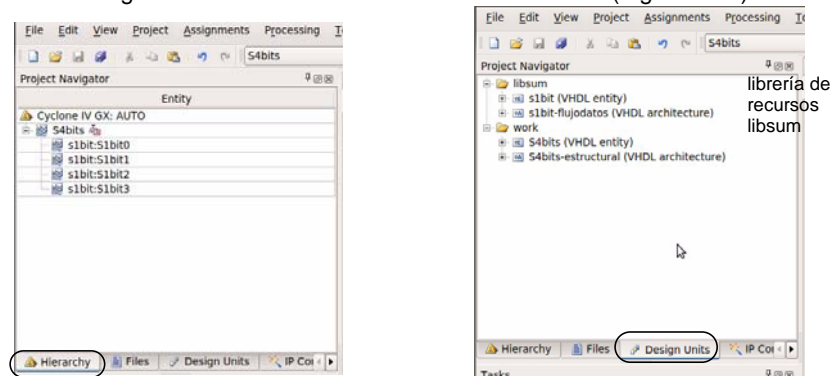 File Edit View Project Assignments Processing
S4bits
Project Navigator
Entity
Cyclone IV GX: AUTO
S4bits
s1bit:S1bit0
s1bit:S1bit1
s1bit:S1bit2
s1bit:S1bit3
Hierarchy Files Design Units IP Co
File Edit View Project Assignments Processing
S4bits
Project Navigator
libsum
s1bit (VHDL entity)
s1bit-flujodatos (VHDL architecture)
work
S4bits (VHDL entity)
S4bits-estructural (VHDL architecture)
Hierarchy Files Design Units IP Co
Tasks
librería de
recursos
libsum